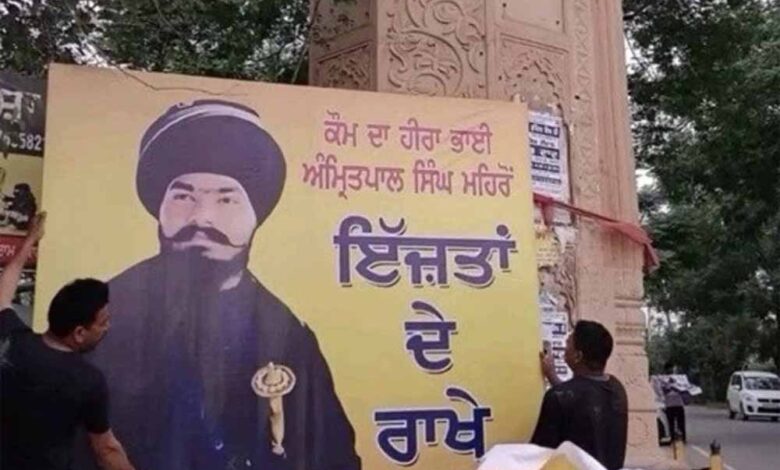 ਕੌਮ ਦਾ ਹੀਰਾ ਭਾਈ
ਅੰਮ੍ਰਿਤਪਾਲ ਸਿੰਘ ਮਹਿਰੋਂ
ਇੱਜ਼ਤਾਂ
ਦੇ
ਰਾਖੇ